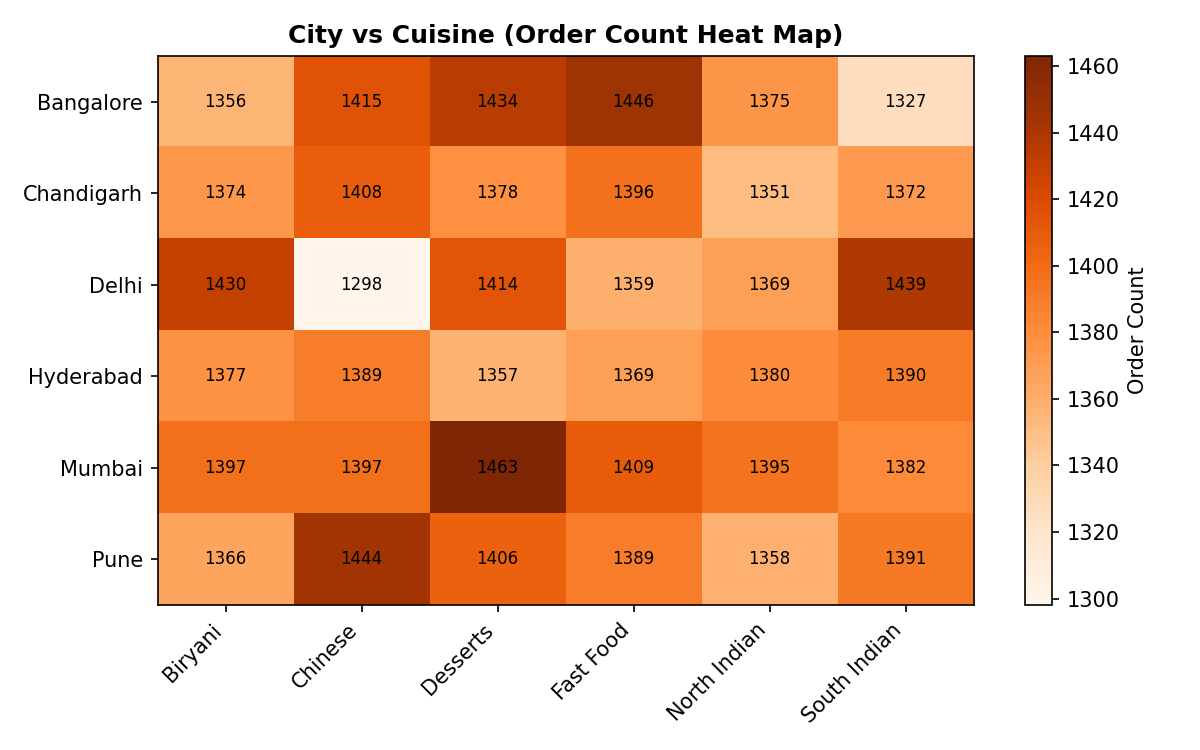 City vs Cuisine (Order Count Heat Map)
Bangalore 1356 1415 1434 1446 1375 1327
Chandigarh 1374 1408 1378 1396 1351 1372
Delhi 1430 1298 1414 1359 1369 1439
Hyderabad 1377 1389 1357 1369 1380 1390
Mumbai 1397 1397 1463 1409 1395 1382
Pune 1366 1444 1406 1389 1358 1391
Biryani Chinese Desserts Fast Food North Indian South Indian
1460
1440
1420
1400
1380
1360
1340
1320
1300
Order Count